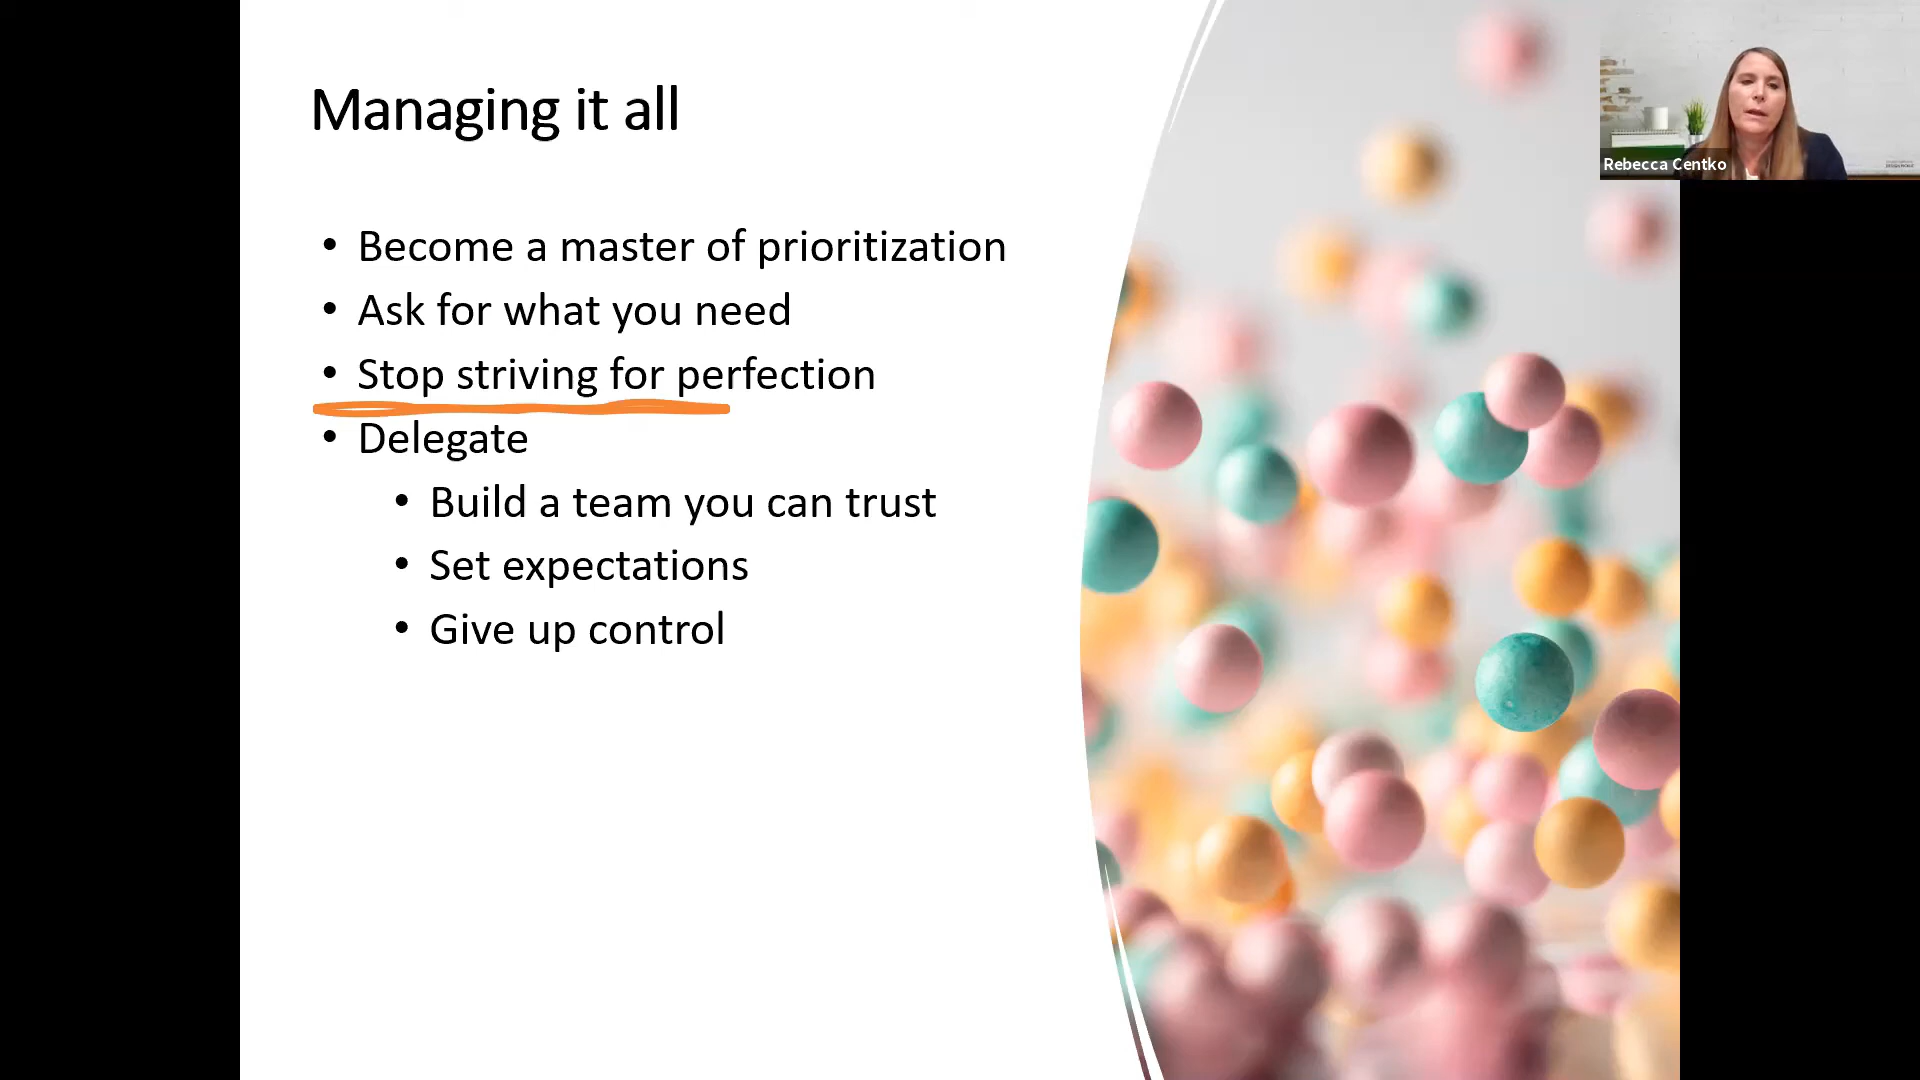 Managing it all
• Become a master of prioritization
• Ask for what you need
• Stop striving for perfection
• Delegate
• Build a team you can trust
• Set expectations
• Give up control
Rebecca Centko